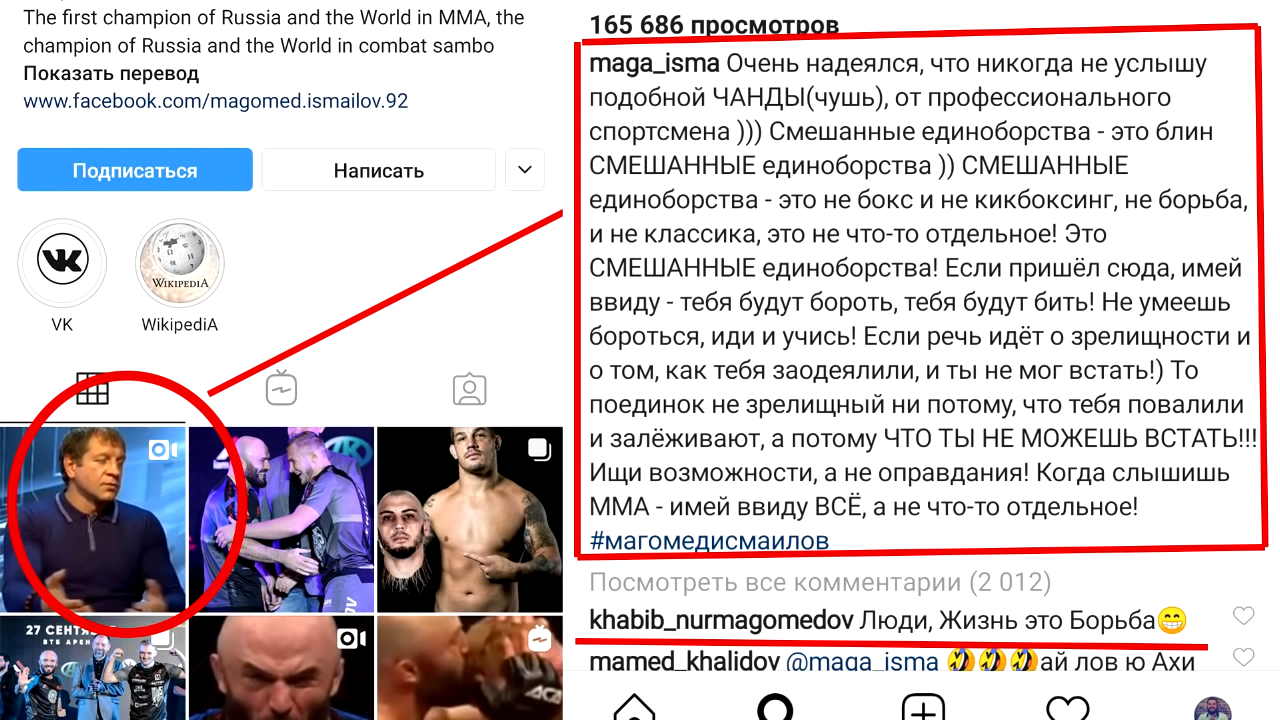 The first champion of Russia and the World in MMA, the
champion of Russia and the World in combat sambo
Показать перевод
www.facebook.com/magomed.ismailov.92
Подписаться
Написать
WIKIPEDIA
VK
WikipediA
27 СЕНТЯБРЯ
ВТБ АРЕНА
ACA
165 686 просмотров
maga_isma Очень надеялся, что никогда не услышу
подобной ЧАНДЫ(чушь), от профессионального
спортсмена ))) Смешанные единоборства - это блин
СМЕШАННЫЕ единоборства )) СМЕШАННЫЕ
единоборства - это не бокс и не кикбоксинг, не борьба,
и не классика, это не что-то отдельное! Это
СМЕШАННЫЕ единоборства! Если пришёл сюда, имей
ввиду - тебя будут бороть, тебя будут бить! Не умеешь
бороться, иди и учись! Если речь идёт о зрелищности и
о том, как тебя заодеялили, и ты не мог встать!) То
поединок не зрелищный ни потому, что тебя повалили
и залёживают, а потому ЧТО ТЫ НЕ МОЖЕШЬ ВСТАТЬ!!!
Ищи возможности, а не оправдания! Когда слышишь
ММА - имей ввиду ВСЁ, а не что-то отдельное!
#магомедисмаилов
Посмотреть все комментарии (2 012)
khabib_nurmagomedov Люди, Жизнь это Борьба😁
mamed_khalidov @maga_isma 🤣🤣🤣ай лов ю Ахи